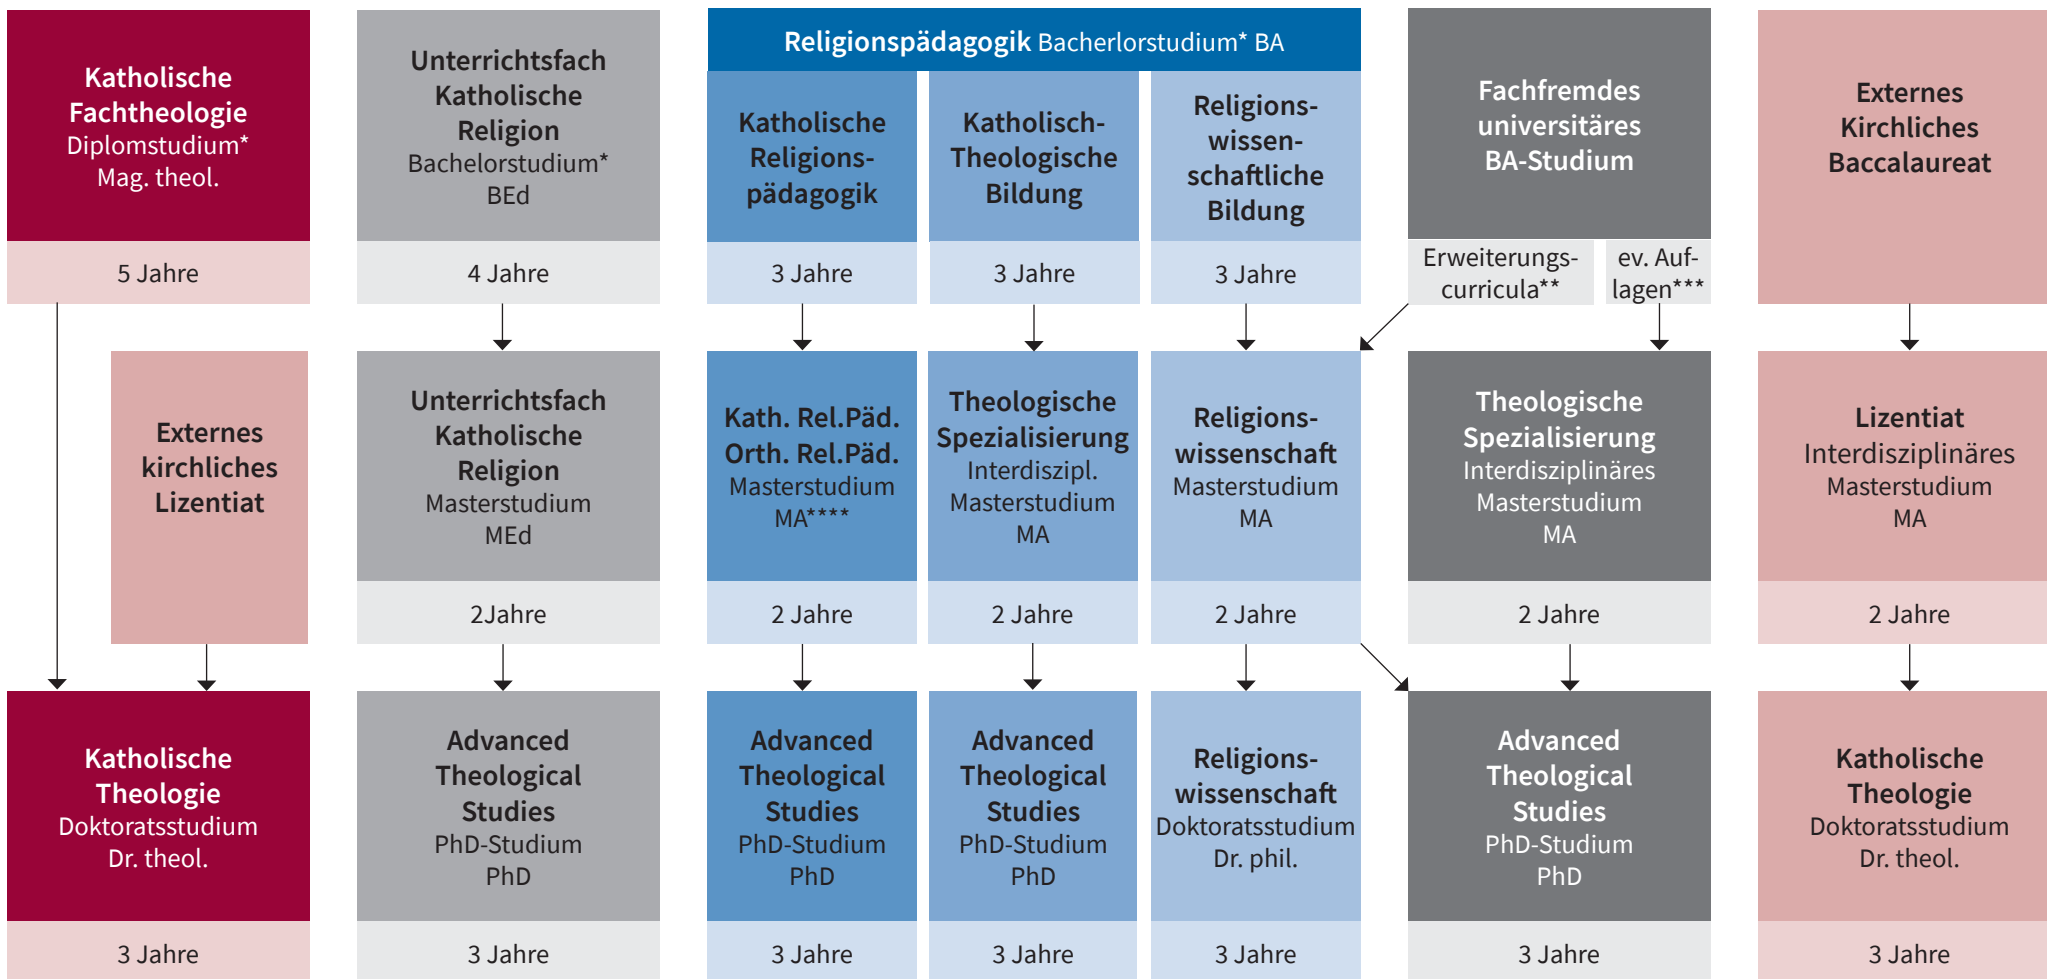 Katholische
Fachtheologie
Diplomstudium*
Mag. theol.
5 Jahre
Unterrichtsfach
Katholische
Religion
Bachelorstudium*
BEd
4 Jahre
Religionspädagogik Bacherlorstudium* BA
Katholische
Religions-
pädagogik
3 Jahre
Katholisch-
Theologische
Bildung
3 Jahre
Religions-
wissen-
schaftliche
Bildung
3 Jahre
Fachfremdes
universitäres
BA-Studium
Erweiterungs-
curricula**
ev. Auf-
lagen***
Externes
Kirchliches
Baccalaureat
Externes
kirchliches
Lizentiat
Unterrichtsfach
Katholische
Religion
Masterstudium
MEd
2Jahre
Kath. Rel.Päd.
Orth. Rel.Päd.
Masterstudium
MA****
2 Jahre
Theologische
Spezialisierung
Interdiszipl.
Masterstudium
MA
2 Jahre
Religions-
wissenschaft
Masterstudium
MA
2 Jahre
Theologische
Spezialisierung
Interdisziplinäres
Masterstudium
MA
2 Jahre
Lizentiat
Interdisziplinäres
Masterstudium
MA
2 Jahre
Katholische
Theologie
Doktoratsstudium
Dr. theol.
3 Jahre
Advanced
Theological
Studies
PhD-Studium
PhD
3 Jahre
Advanced
Theological
Studies
PhD-Studium
PhD
3 Jahre
Advanced
Theological
Studies
PhD-Studium
PhD
3 Jahre
Religions-
wissenschaft
Doktoratsstudium
Dr. phil.
3 Jahre
Advanced
Theological
Studies
PhD-Studium
PhD
3 Jahre
Katholische
Theologie
Doktoratsstudium
Dr. theol.
3 Jahre